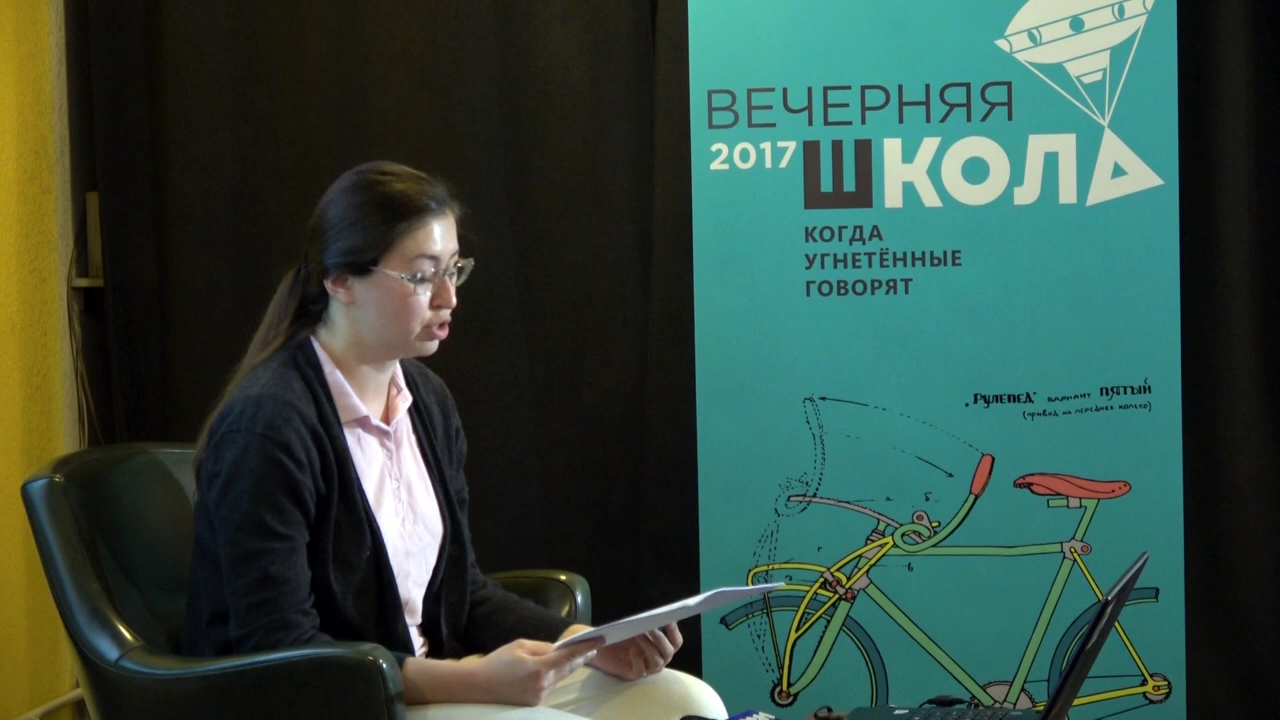 ВЕЧЕРНЯЯ
2017 ШКОЛА
КОГДА
УГНЕТЁННЫЕ
ГОВОРЯТ
„РУЛЕПЕД" ВАРИАНТ ПЯТЫЙ
(привод на переднее колесо)
а б
г в